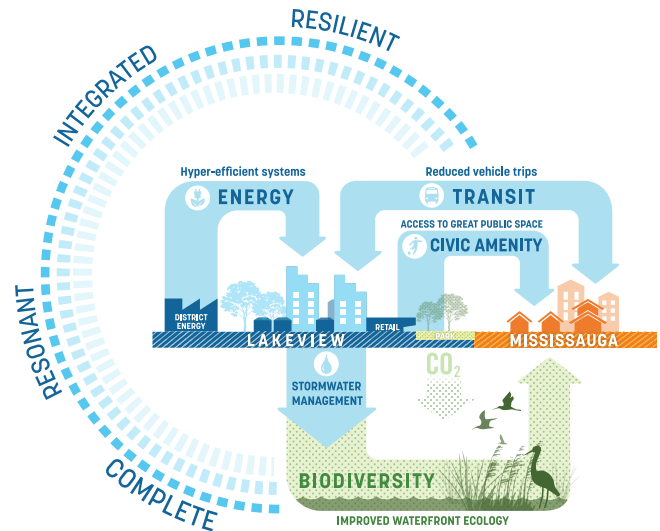 RESILIENT
INTEGRATED
RESONANT
COMPLETE
Hyper-efficient systems
ENERGY
Reduced vehicle trips
TRANSIT
ACCESS TO GREAT PUBLIC SPACE
CIVIC AMENITY
DISTRICT
ENERGY
RETAIL
LAKEVIEW
PARK
MISSISSAUGA
CO₂
STORMWATER
MANAGEMENT
BIODIVERSITY
IMPROVED WATERFRONT ECOLOGY